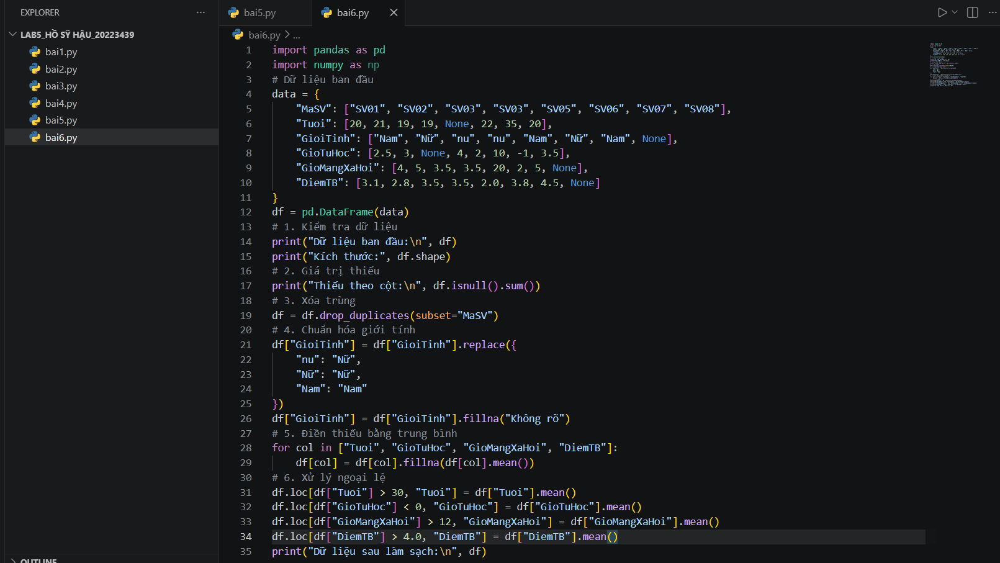 EXPLORER
LAB5_HỒ SỸ HẬU_20223439
bai1.py
bai2.py
bai3.py
bai4.py
bai5.py
bai6.py
OUTLINE
bai5.py
bai6.py
bai6.py > ...
1 import pandas as pd
2 import numpy as np
3 # Dữ liệu ban đầu
4 data = {
5     "MaSV": ["SV01", "SV02", "SV03", "SV03", "SV05", "SV06", "SV07", "SV08"],
6     "Tuoi": [20, 21, 19, 19, None, 22, 35, 20],
7     "GioiTinh": ["Nam", "Nữ", "nu", "nu", "Nam", "Nữ", "Nam", None],
8     "GioTuHoc": [2.5, 3, None, 4, 2, 10, -1, 3.5],
9     "GioMangXaHoi": [4, 5, 3.5, 3.5, 20, 2, 5, None],
10     "DiemTB": [3.1, 2.8, 3.5, 3.5, 2.0, 3.8, 4.5, None]
11 }
12 df = pd.DataFrame(data)
13 # 1. Kiểm tra dữ liệu
14 print("Dữ liệu ban đầu:\n", df)
15 print("Kích thước:", df.shape)
16 # 2. Giá trị thiếu
17 print("Thiếu theo cột:\n", df.isnull().sum())
18 # 3. Xóa trùng
19 df = df.drop_duplicates(subset="MaSV")
20 # 4. Chuẩn hóa giới tính
21 df["GioiTinh"] = df["GioiTinh"].replace({
22     "nu": "Nữ",
23     "Nữ": "Nữ",
24     "Nam": "Nam"
25 })
26 df["GioiTinh"] = df["GioiTinh"].fillna("Không rõ")
27 # 5. Điền thiếu bằng trung bình
28 for col in ["Tuoi", "GioTuHoc", "GioMangXaHoi", "DiemTB"]:
29     df[col] = df[col].fillna(df[col].mean())
30 # 6. Xử lý ngoại lệ
31 df.loc[df["Tuoi"] > 30, "Tuoi"] = df["Tuoi"].mean()
32 df.loc[df["GioTuHoc"] < 0, "GioTuHoc"] = df["GioTuHoc"].mean()
33 df.loc[df["GioMangXaHoi"] > 12, "GioMangXaHoi"] = df["GioMangXaHoi"].mean()
34 df.loc[df["DiemTB"] > 4.0, "DiemTB"] = df["DiemTB"].mean()
35 print("Dữ liệu sau làm sạch:\n", df)